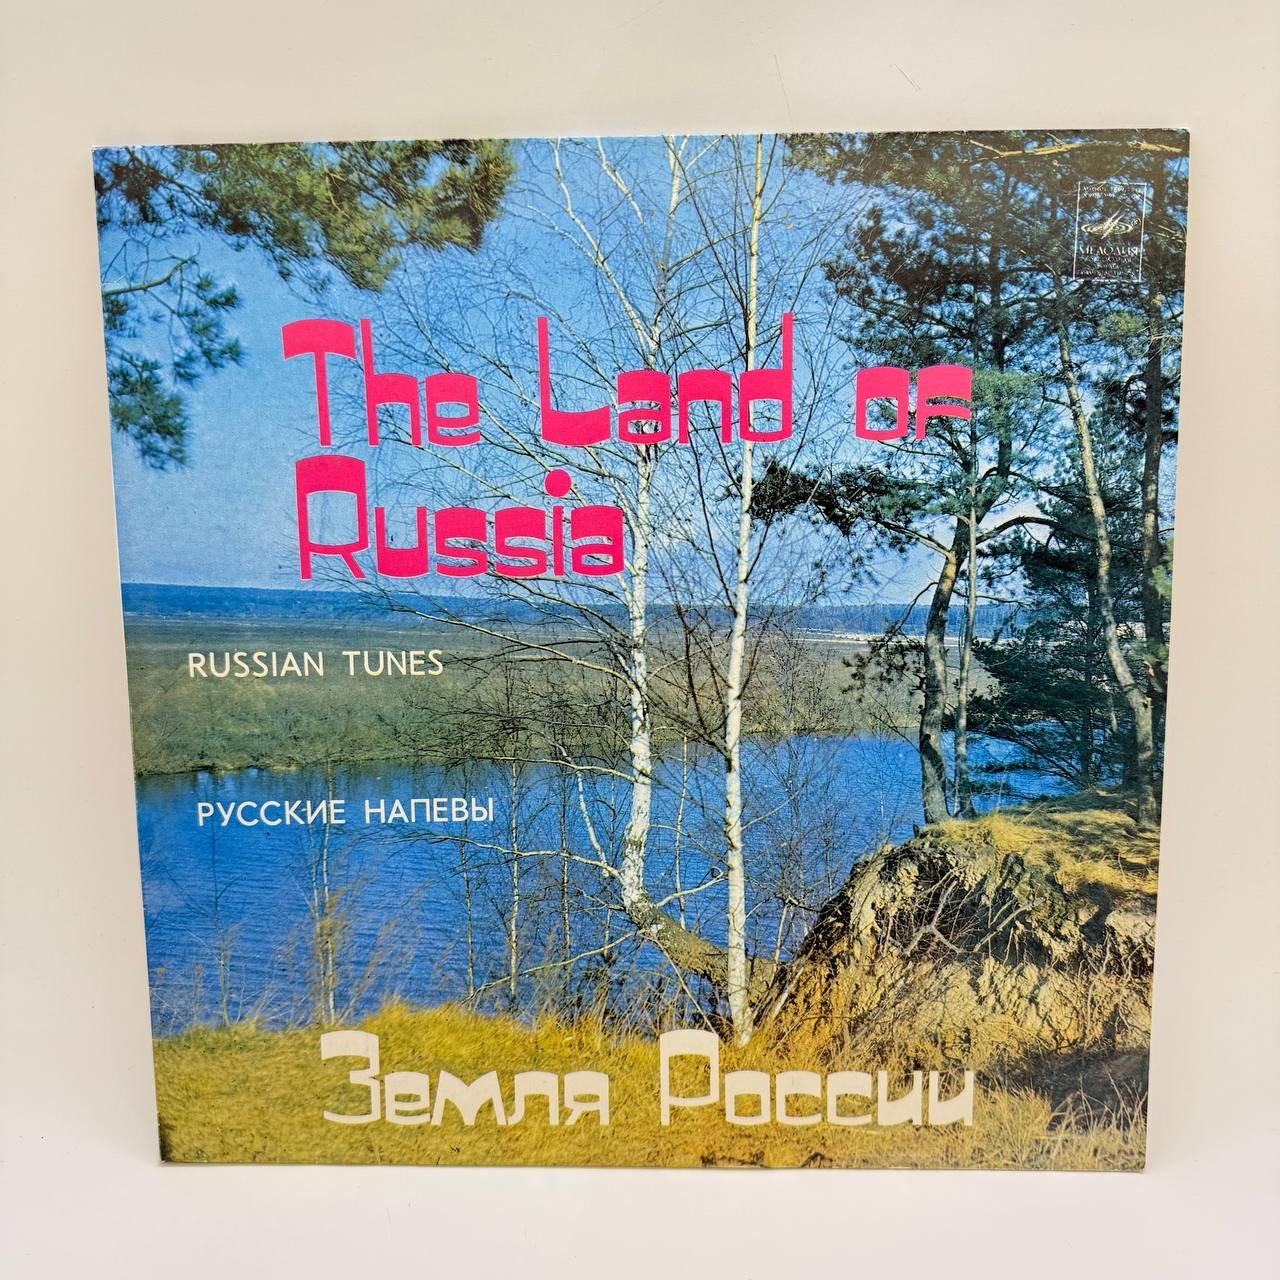 МЕЛОДИЯ
The Land of
Russia
RUSSIAN TUNES
РУССКИЕ НАПЕВЫ
Земля России